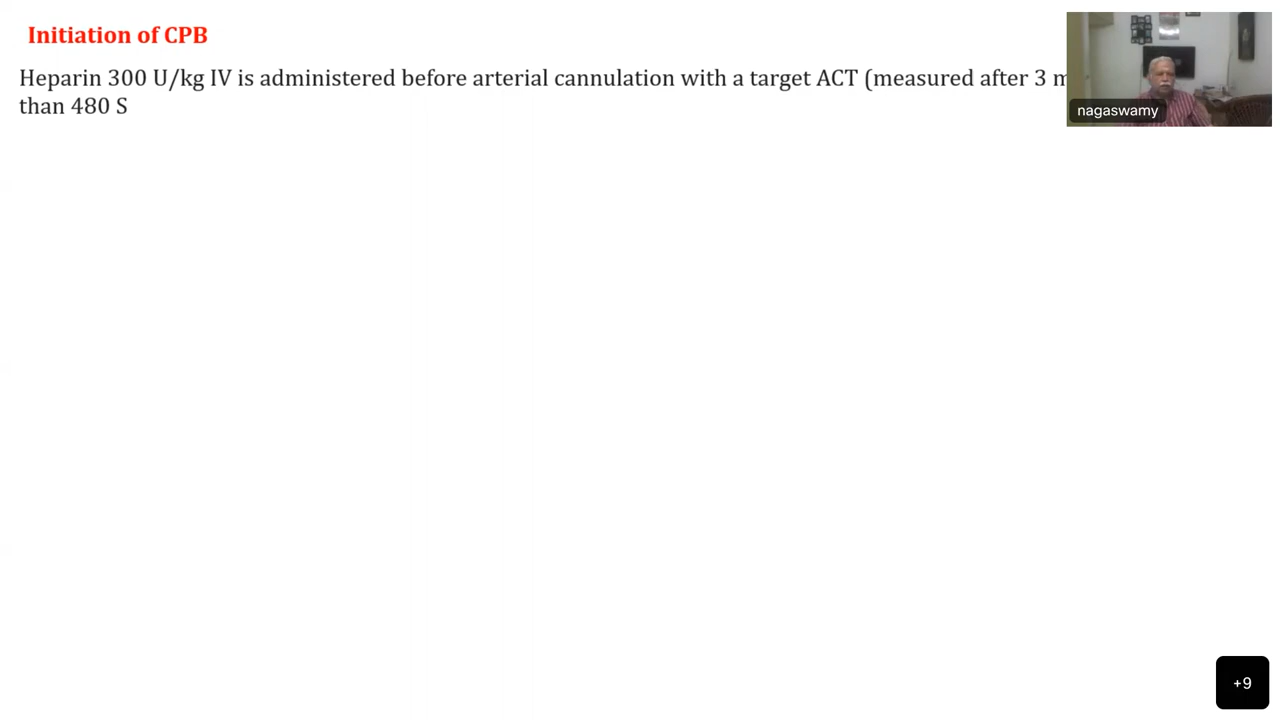 Initiation of CPB
Heparin 300 U/kg IV is administered before arterial cannulation with a target ACT (measured after 3
than 480 S
nagaswamy
+9